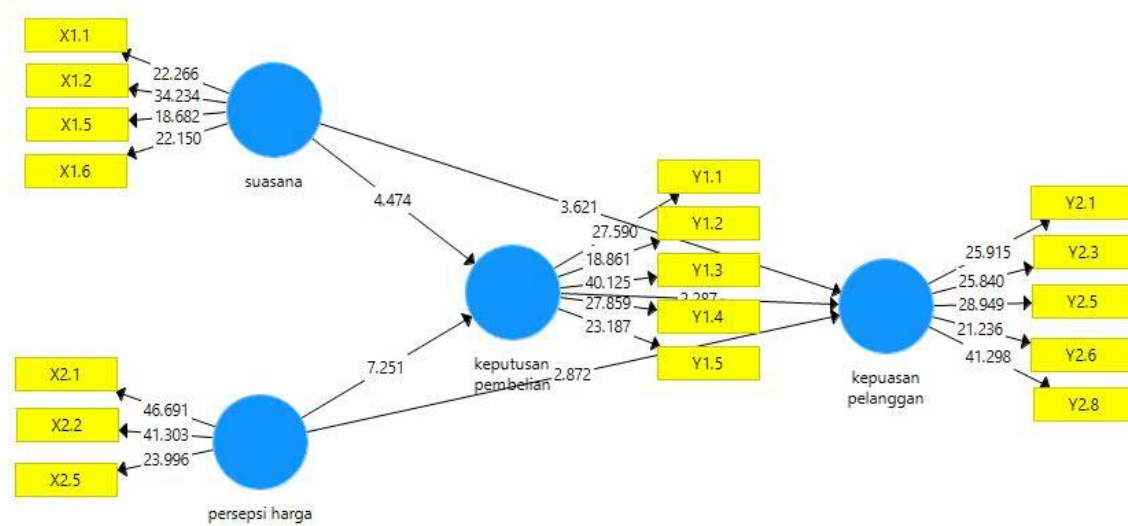 X1.1
X1.2
X1.5
X1.6
22.266
34.234
18.682
22.150
suasana
4.474
3.621
Y1.1
Y1.2
Y1.3
Y1.4
Y1.5
27.590
18.861
40.125
27.859
23.187
2.287
keputusan
pembelian
7.251
2.872
X2.1
X2.2
X2.5
46.691
41.303
23.996
persepsi harga
kepuasan
pelanggan
25.915
25.840
28.949
21.236
41.298
Y2.1
Y2.3
Y2.5
Y2.6
Y2.8